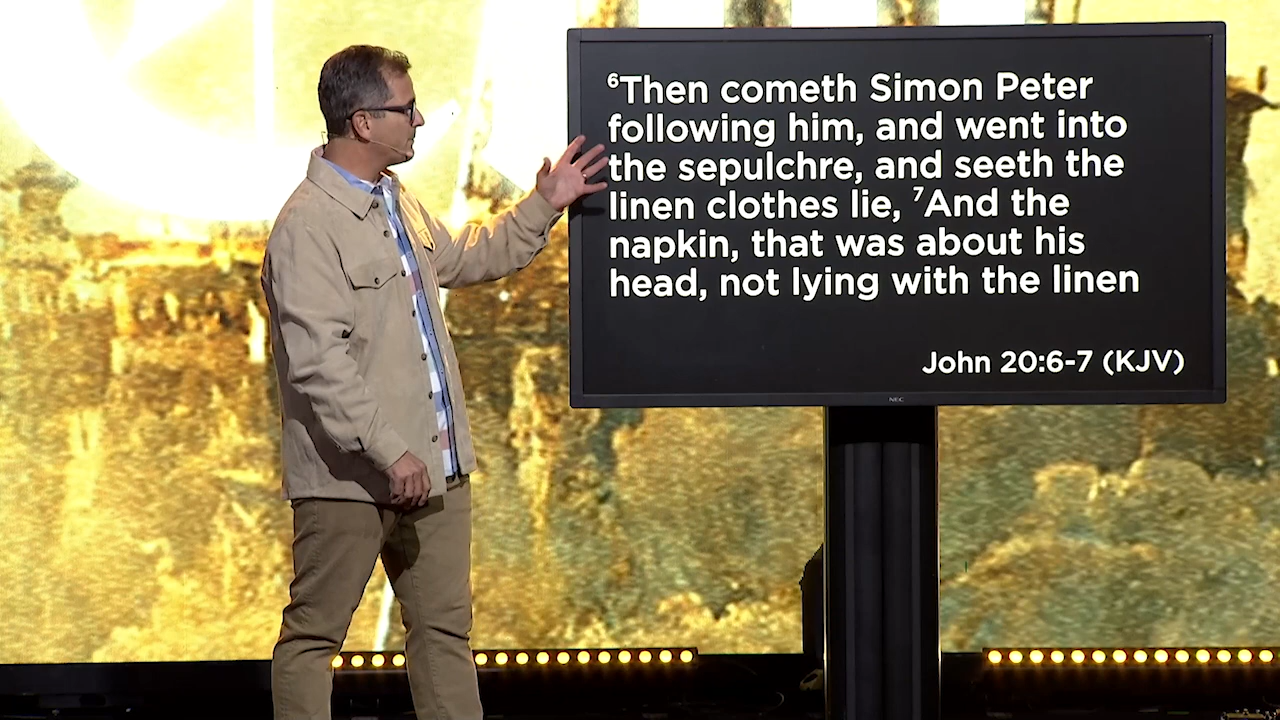 ⁶Then cometh Simon Peter
following him, and went into
the sepulchre, and seeth the
linen clothes lie, ⁷And the
napkin, that was about his
head, not lying with the linen
John 20:6-7 (KJV)
NEC